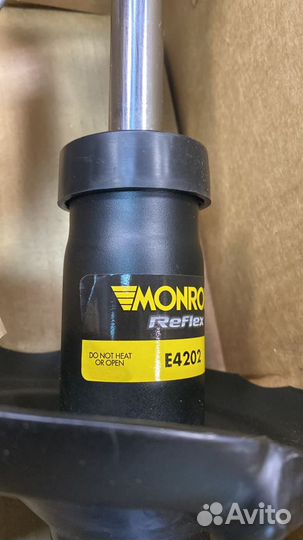 MONRO
Reflex
DO NOT HEAT
OR OPEN
E4202
Avito